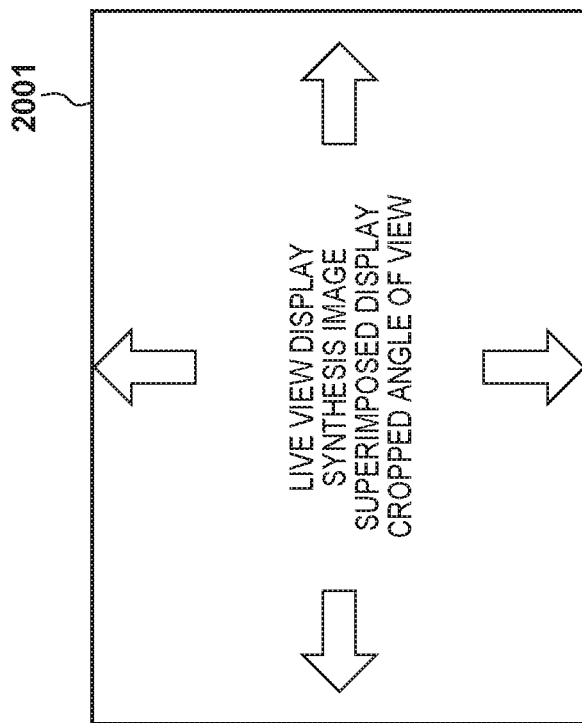 2001
LIVE VIEW DISPLAY
SYNTHESIS IMAGE
SUPERIMPOSED DISPLAY
CROPPED ANGLE OF VIEW